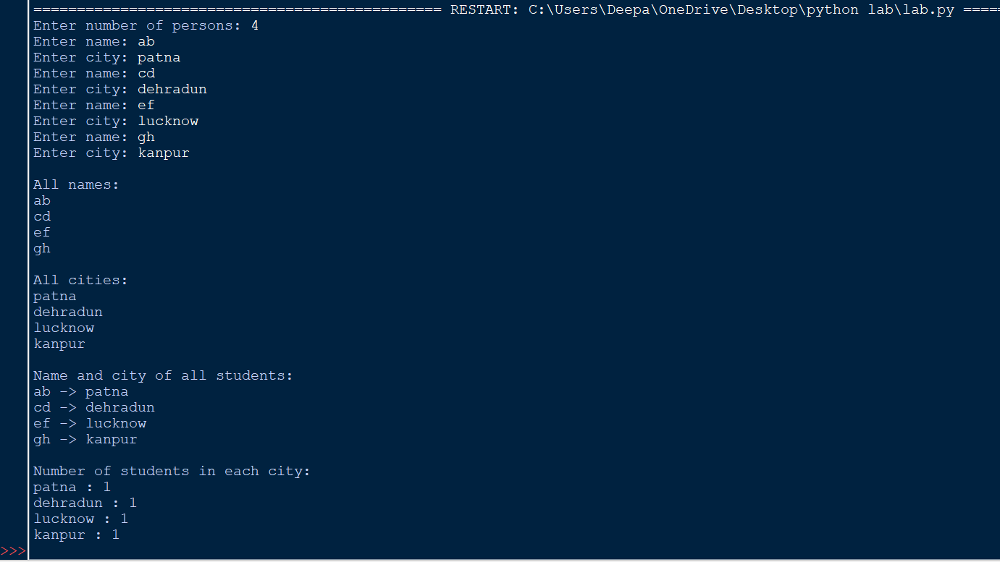 =============================================== RESTART: C:\Users\Deepa\OneDrive\Desktop\python lab\lab.py =====
Enter number of persons: 4
Enter name: ab
Enter city: patna
Enter name: cd
Enter city: dehradun
Enter name: ef
Enter city: lucknow
Enter name: gh
Enter city: kanpur

All names:
ab
cd
ef
gh

All cities:
patna
dehradun
lucknow
kanpur

Name and city of all students:
ab -> patna
cd -> dehradun
ef -> lucknow
gh -> kanpur

Number of students in each city:
patna : 1
dehradun : 1
lucknow : 1
kanpur : 1
>>>